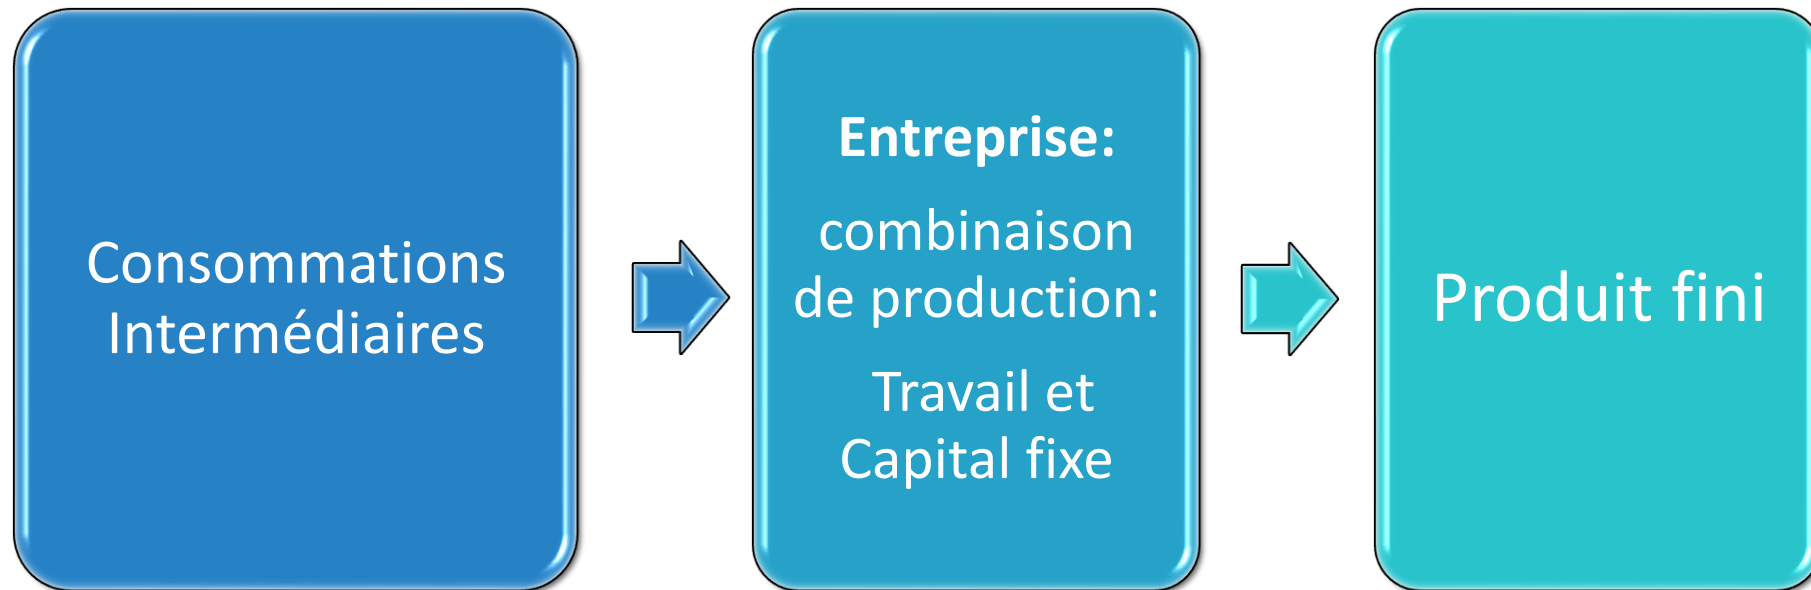 Consommations
Intermédiaires
Entreprise:
combinaison
de production:
Travail et
Capital fixe
Produit fini